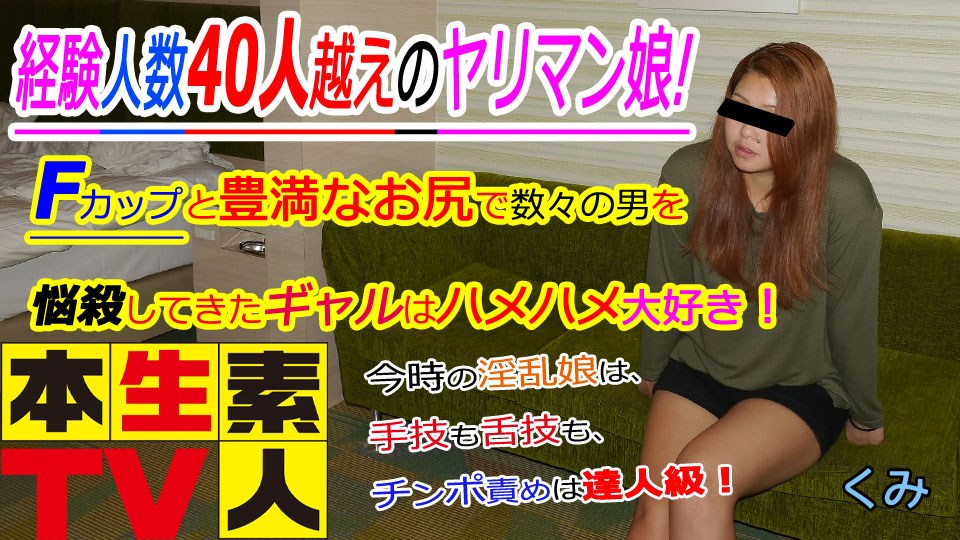 経験人数40人越えのヤリマン娘!
Fカップと豊満なお尻で数々の男を
悩殺してきたギャルはハメハメ大好き！
本生素人TV
今時の淫乱娘は、
手技も舌技も、
チンポ責めは達人級！
くみ